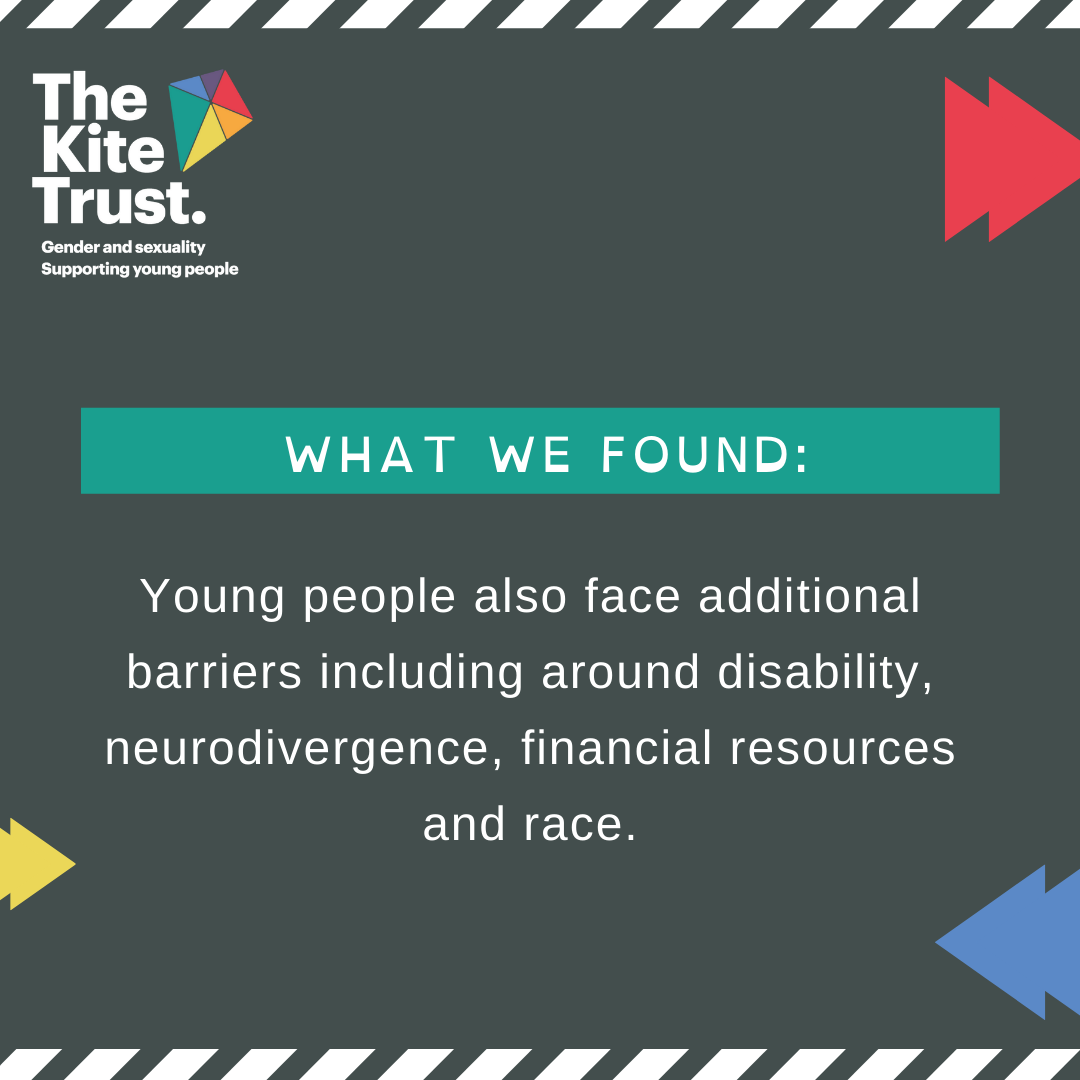 The
Kite
Trust.
Gender and sexuality
Supporting young people
WHAT WE FOUND:
Young people also face additional
barriers including around disability,
neurodivergence, financial resources
and race.